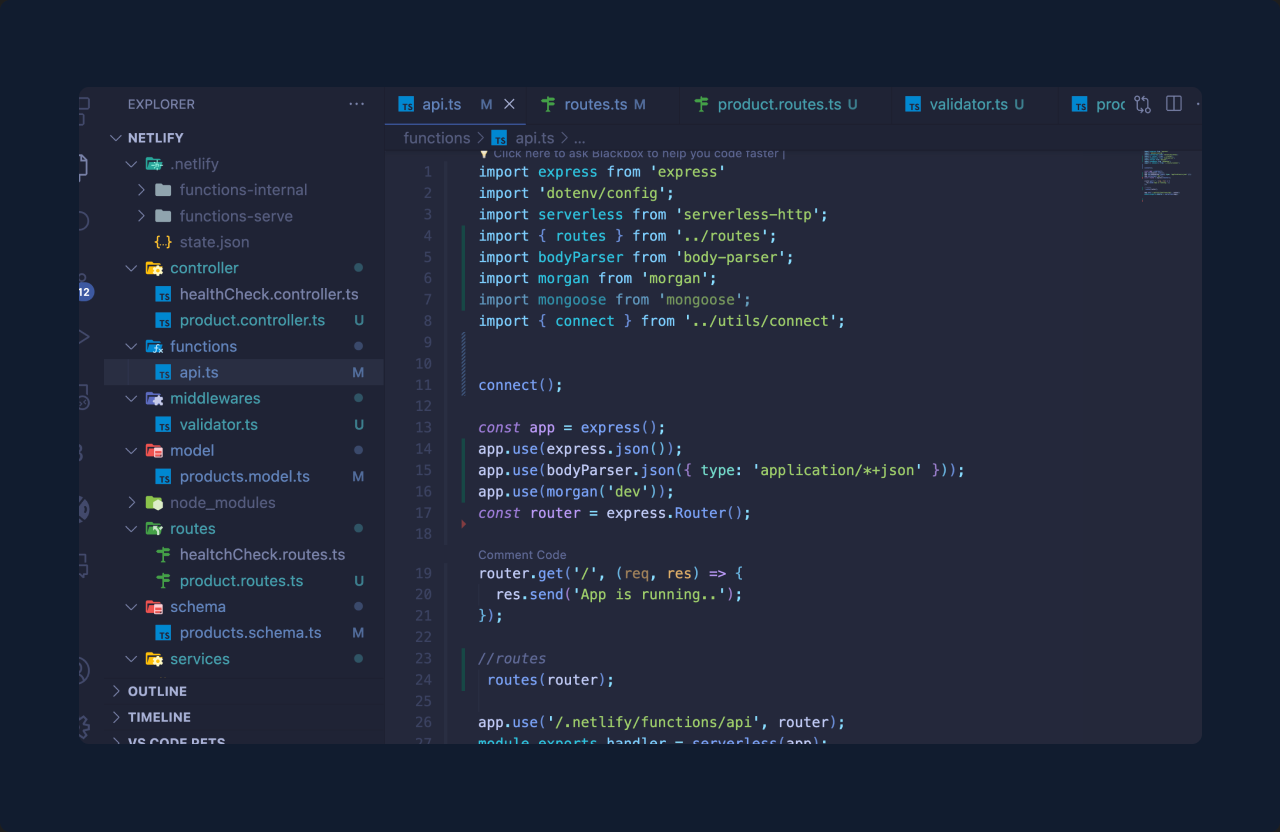 EXPLORER
NETLIFY
.netlify
functions-internal
functions-serve
{..} state.json
controller
healthCheck.controller.ts
product.controller.ts U
functions
api.ts M
middlewares
validator.ts U
model
products.model.ts M
node_modules
routes
healtchCheck.routes.ts
product.routes.ts U
schema
products.schema.ts M
services
OUTLINE
TIMELINE
VS CODE PETS
12
TS api.ts M
routes.ts M
product.routes.ts U
TS validator.ts U
TS proc
functions > TS api.ts > ...
Click here to ask Blackbox to help you code faster |
1 import express from 'express'
2 import 'dotenv/config';
3 import serverless from 'serverless-http';
4 import { routes } from '../routes';
5 import bodyParser from 'body-parser';
6 import morgan from 'morgan';
7 import mongoose from 'mongoose';
8 import { connect } from '../utils/connect';
9
10
11 connect();
12
13 const app = express();
14 app.use(express.json());
15 app.use(bodyParser.json({ type: 'application/*+json' }));
16 app.use(morgan('dev'));
17 const router = express.Router();
18
Comment Code
19 router.get('/', (req, res) => {
20 res.send('App is running..');
21 });
22
23 //routes
24 routes(router);
25
26 app.use('/.netlify/functions/api', router);
27 module.exports.handler = serverless(app);